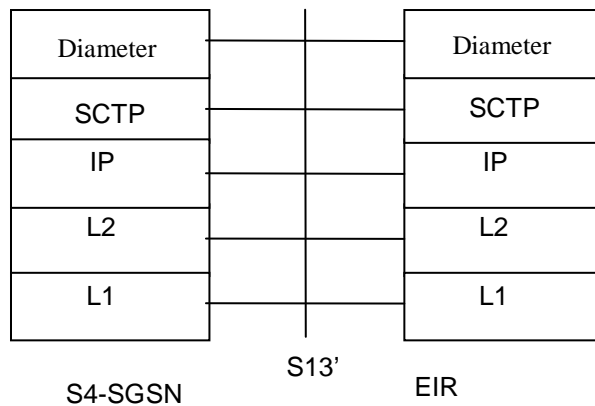 Diameter
Diameter
SCTP
SCTP
IP
IP
L2
L2
L1
L1
S13’
S4-SGSN
EIR